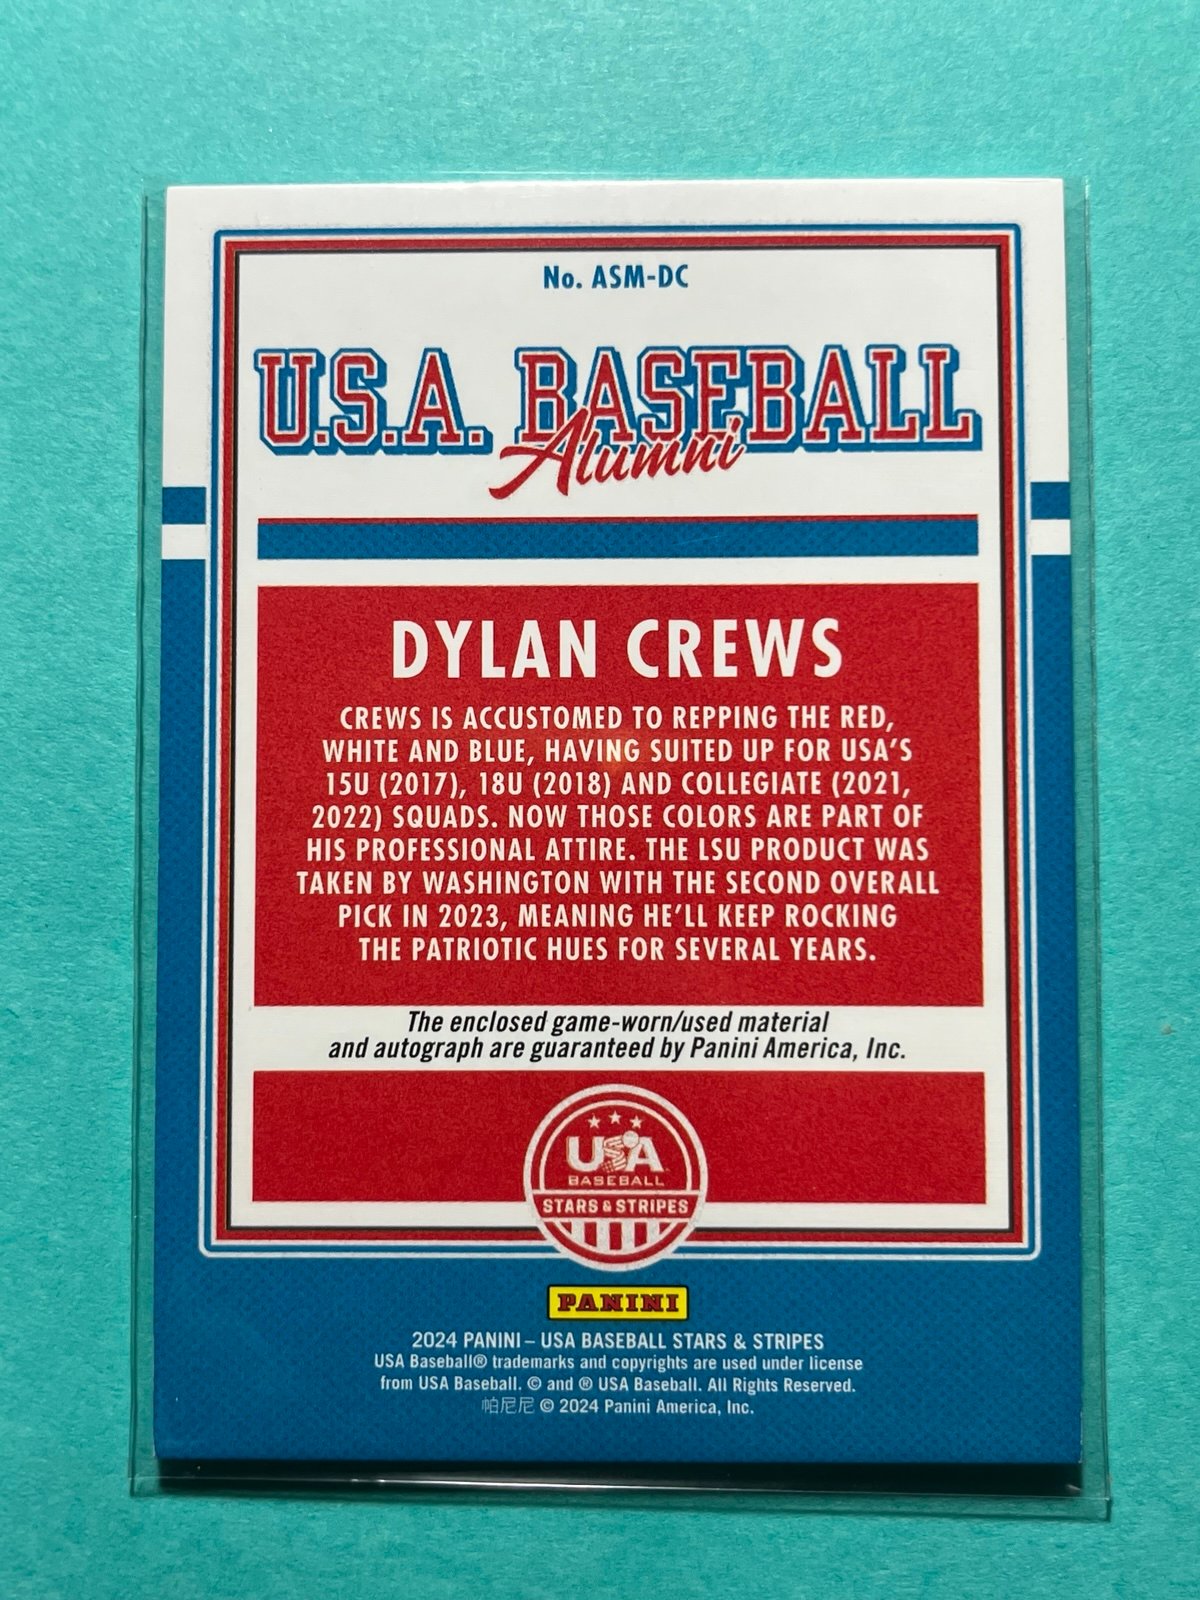 No. ASM-DC
U.S.A. BASEBALL
Alumni
DYLAN CREWS
CREWS IS ACCUSTOMED TO REPPING THE RED,
WHITE AND BLUE, HAVING SUITED UP FOR USA'S
15U (2017), 18U (2018) AND COLLEGIATE (2021,
2022) SQUADS. NOW THOSE COLORS ARE PART OF
HIS PROFESSIONAL ATTIRE. THE LSU PRODUCT WAS
TAKEN BY WASHINGTON WITH THE SECOND OVERALL
PICK IN 2023, MEANING HE'LL KEEP ROCKING
THE PATRIOTIC HUES FOR SEVERAL YEARS.
The enclosed game-worn/used material
and autograph are guaranteed by Panini America, Inc.
USA
BASEBALL
STARS & STRIPES
PANINI
2024 PANINI – USA BASEBALL STARS & STRIPES
USA Baseball® trademarks and copyrights are used under license
from USA Baseball. © and ® USA Baseball. All Rights Reserved.
帕尼尼 © 2024 Panini America, Inc.